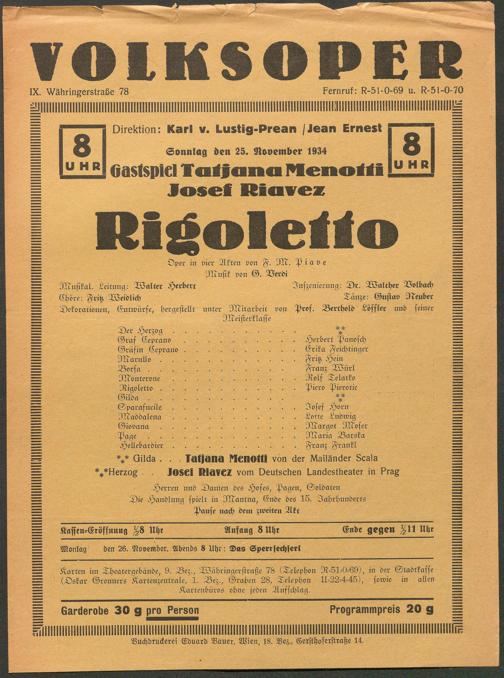 VOLKSOPER
IX. Währingerstraße 78 Fernruf: R-51-0-69 u. R-51-0-70
8 UHR
Direktion: Karl v. Lustig-Prean / Jean Ernest
8 UHR
Sonntag den 25. November 1934
Gastspiel Tatjana Menotti
Josef Riavez
Rigoletto
Oper in vier Akten von F. M. Piave
Musik von G. Verdi
Musikal. Leitung: Walter Herbert Inszenierung: Dr. Walther Volbach
Chöre: Fritz Weidlich Tänze: Gustav Neuber
Dekorationen, Entwürfe, hergestellt unter Mitarbeit von Prof. Berthold Löffler und seiner
Meisterklasse
Der Herzog . . . . . . . . . . . . . . . ***
Graf Ceprano . . . . . . . . . . . . . . . Herbert Panosch
Gräfin Ceprano . . . . . . . . . . . . . . . Erika Feichtinger
Marullo . . . . . . . . . . . . . . . Fritz Hein
Borsa . . . . . . . . . . . . . . . Franz Würl
Monterone . . . . . . . . . . . . . . . Rolf Telasko
Rigoletto . . . . . . . . . . . . . . . Piero Pierotic
Gilda . . . . . . . . . . . . . . . ***
Sparafucile . . . . . . . . . . . . . . . Josef Horn
Maddalena . . . . . . . . . . . . . . . Lotte Ludwig
Giovana . . . . . . . . . . . . . . . Margot Moser
Page . . . . . . . . . . . . . . . Maria Barska
Hellebardier . . . . . . . . . . . . . . . Franz Frankl
*** Gilda . . Tatjana Menotti von der Mailänder Scala
***Herzog . . Josef Riavez vom Deutschen Landestheater in Prag
Herren und Damen des Hofes, Pagen, Soldaten
Die Handlung spielt in Mantua, Ende des 15. Jahrhunderts
Pause nach dem zweiten Akt
Kassen-Eröffnung ½8 Uhr Anfang 8 Uhr Ende gegen ½11 Uhr
Montag den 26. November. Abends 8 Uhr: Das Sperrsechserl
Karten im Theatergebäude, 9. Bez., Währingerstraße 78 (Telephon R-51-0-69), in der Stadtkasse
(Oskar Gronners Kartenzentrale, 1. Bez., Graben 28, Telephon U-22-4-45), sowie in allen
Kartenbüros ohne jeden Aufschlag.
Garderobe 30 g pro Person Programmpreis 20 g
Buchdruckerei Eduard Bauer, Wien, 18. Bez., Gersthoferstraße 14.